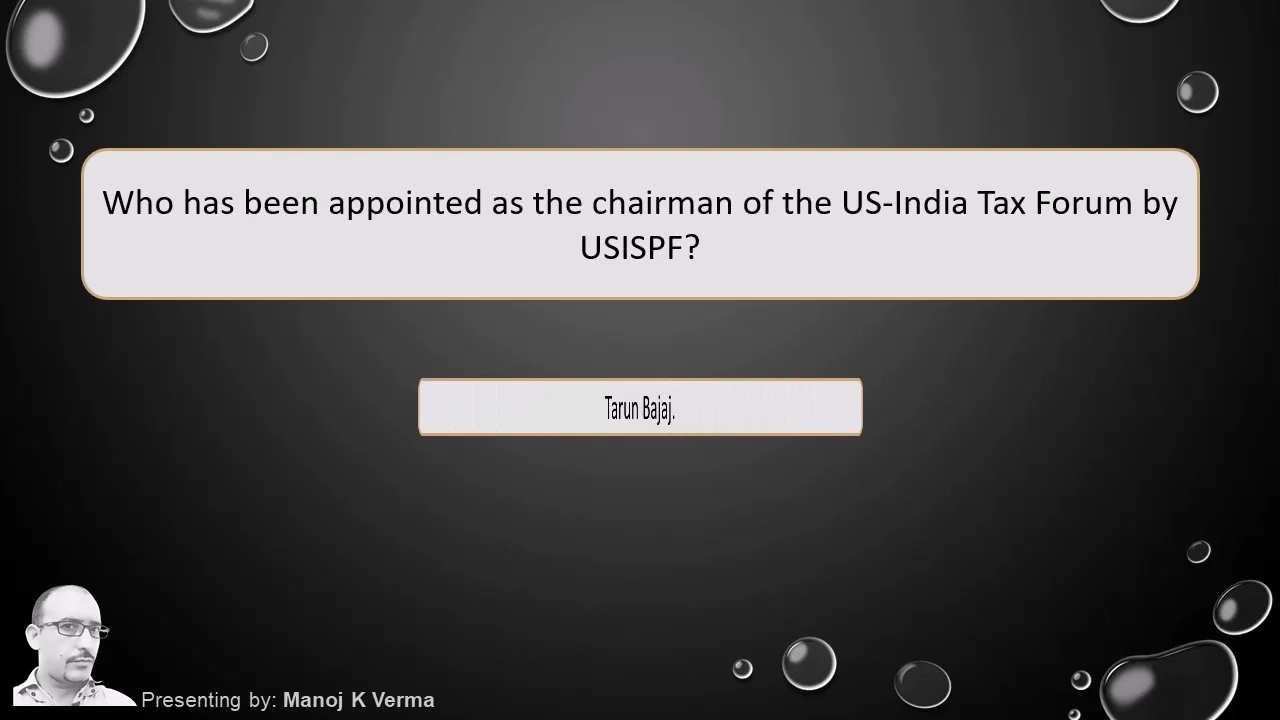 Who has been appointed as the chairman of the US-India Tax Forum by
USISPF?
Tarun Bajaj.
Presenting by: Manoj K Verma